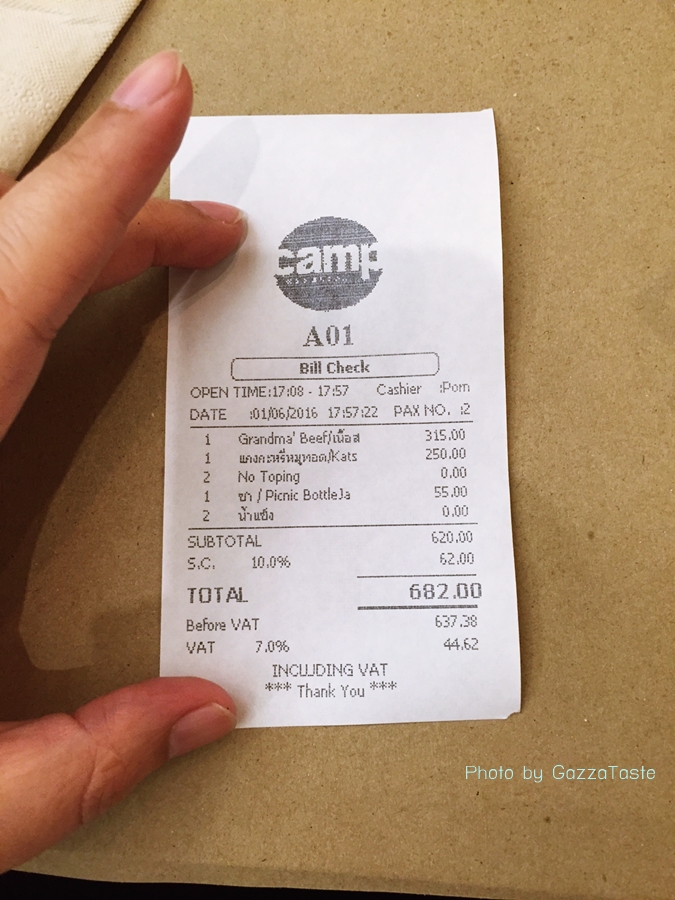 camp
A01
Bill Check
OPEN TIME:17:08 - 17:57 Cashier :Porn
DATE :01/06/2016 17:57:22 PAX NO. :2
1 Grandma' Beef/เนื้อส 315.00
1 แกงกะหรี่หมูทอด/Kats 250.00
2 No Toping 0.00
1 ชา / Picnic BottleJa 55.00
2 น้ำแข็ง 0.00
SUBTOTAL 620.00
S.C. 10.0% 62.00
TOTAL 682.00
Before VAT 637.38
VAT 7.0% 44.62
INCLUDING VAT
*** Thank You ***
Photo by GazzaTaste